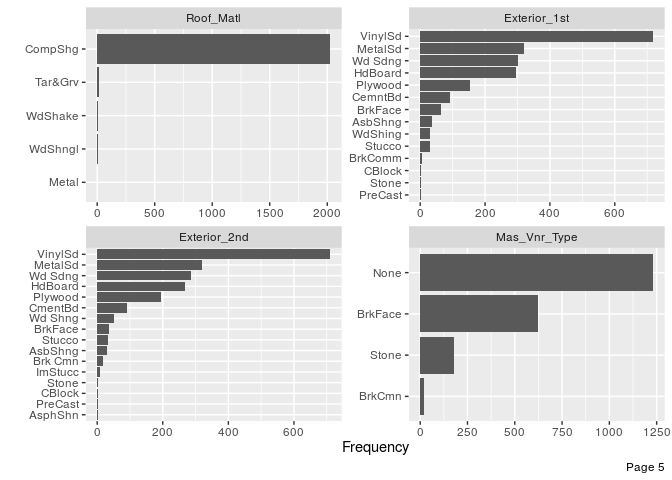 Roof_Matl
CompShg
Tar&Grv
WdShake
WdShngl
Metal
0 500 1000 1500 2000
Exterior_1st
VinylSd
MetalSd
Wd Sdng
HdBoard
Plywood
CemntBd
BrkFace
AsbShng
WdShing
Stucco
BrkComm
CBlock
Stone
PreCast
0 200 400 600
Exterior_2nd
VinylSd
MetalSd
Wd Sdng
HdBoard
Plywood
CmentBd
Wd Shng
BrkFace
Stucco
AsbShng
Brk Cmn
ImStucc
Stone
CBlock
PreCast
AsphShn
0 200 400 600
Mas_Vnr_Type
None
BrkFace
Stone
BrkCmn
0 250 500 750 1000 1250
Frequency
Page 5